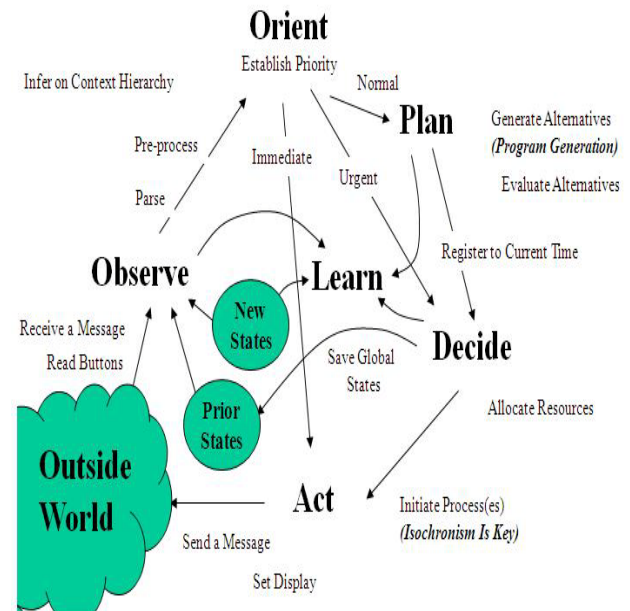 Orient
Establish Priority
Infer on Context Hierarchy
Normal
Plan
Generate Alternatives
(Program Generation)
Evaluate Alternatives
Pre-process
Immediate
Urgent
Parse
Register to Current Time
Observe
Learn
New
States
Receive a Message
Read Buttons
Decide
Save Global
States
Prior
States
Allocate Resources
Outside
World
Act
Initiate Process(es)
(Isochronism Is Key)
Send a Message
Set Display